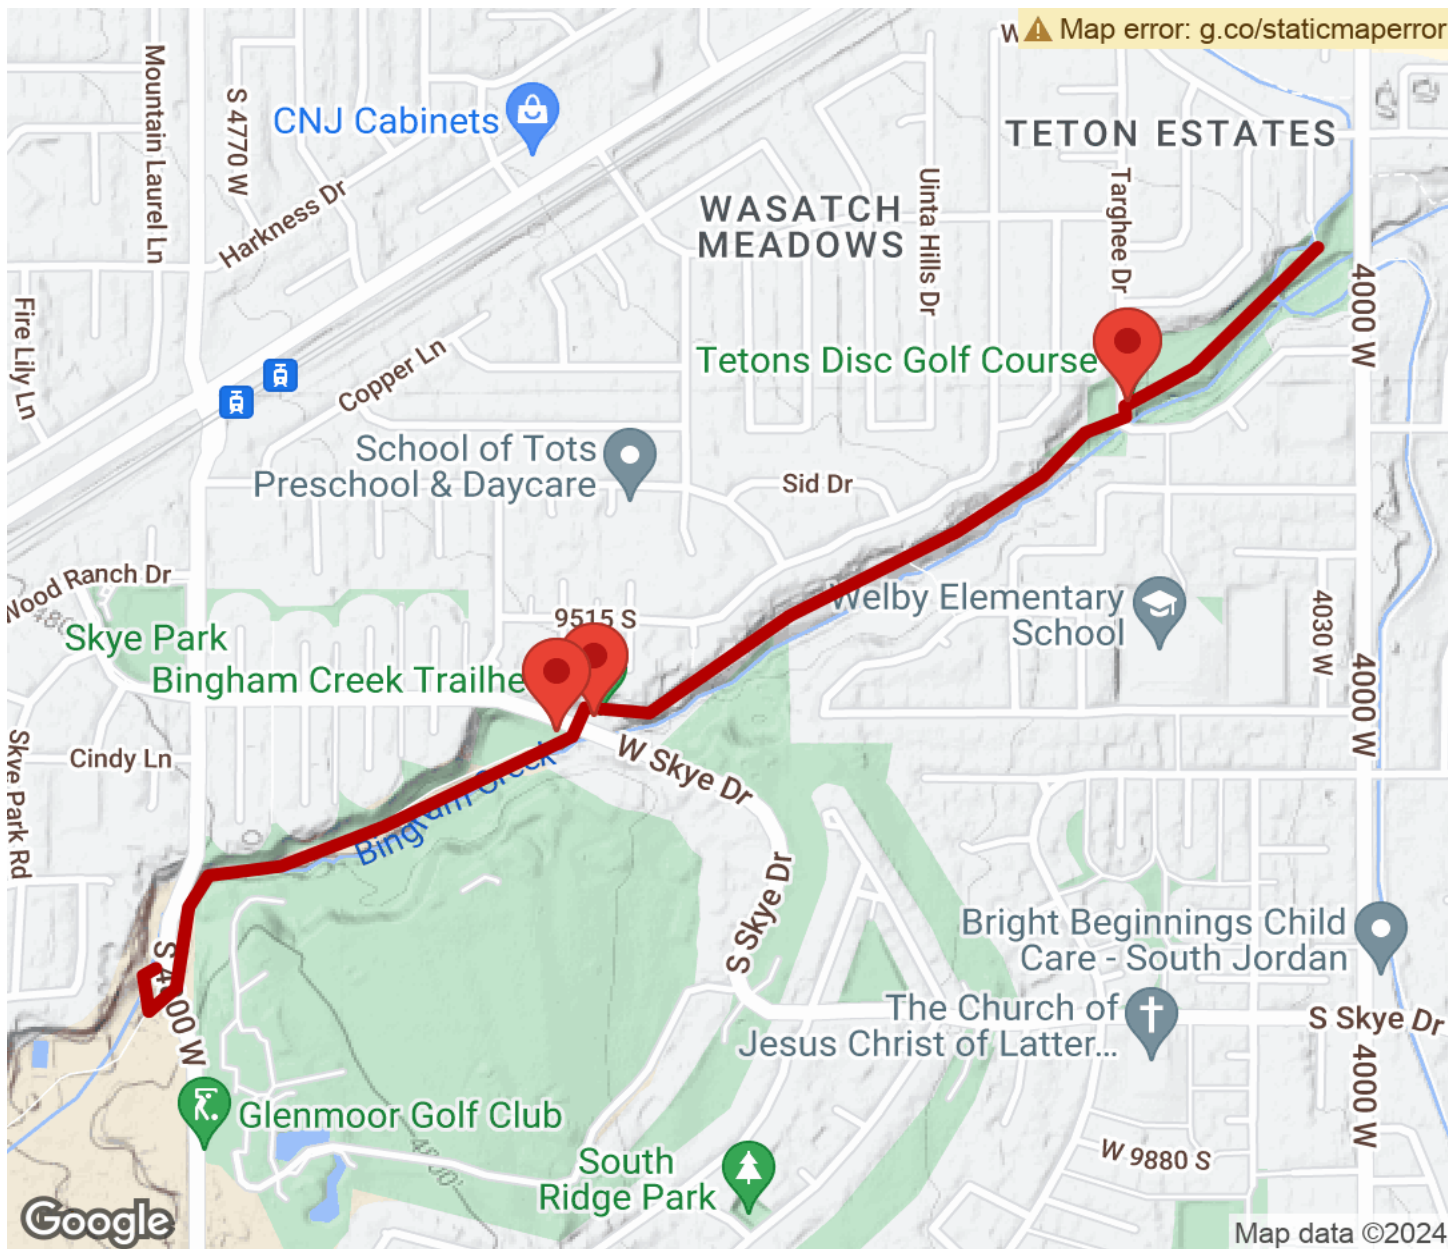 Map error: g.co/staticmaperror
W
Mountain Laurel Ln
S 4770 W
CNJ Cabinets
TETON ESTATES
Harkness Dr
WASATCH
MEADOWS
Uinta Hills Dr
Targhee Dr
4000 W
Fire Lily Ln
Copper Ln
Tetons Disc Golf Course
School of Tots
Preschool & Daycare
Sid Dr
Wood Ranch Dr
9515 S
Welby Elementary
School
4030 W
Skye Park
Bingham Creek Trailhe
4000 W
Skye Park Rd
Cindy Ln
W Skye Dr
Bingham Creek
S Skye Dr
Bright Beginnings Child
Care - South Jordan
S 4800 W
The Church of
Jesus Christ of Latter...
S Skye Dr
4000 W
Glenmoor Golf Club
South
Ridge Park
W 9880 S
Google
Map data ©2024